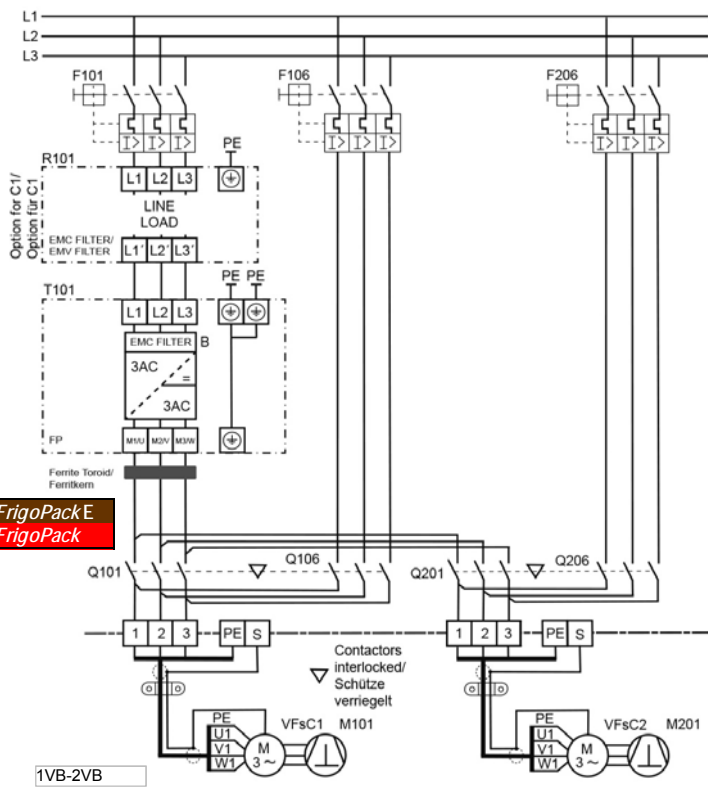 L1
L2
L3
F101
F106
F206
I> I> I>
I> I> I>
I> I> I>
PE
R101
L1 L2 L3
LINE
LOAD
Option for C1/
Option für C1
EMC FILTER/
EMV FILTER
L1' L2' L3'
PE PE
T101
L1 L2 L3
EMC FILTER
B
3AC
=
3AC
FP
M1/U M2/V M3/W
Ferrite Toroid/
Ferritkern
FrigoPack E
FrigoPack
Q101
Q106
Q201
Q206
1 2 3 PE S
1 2 3 PE S
Contactors
interlocked/
Schütze
verriegelt
PE
U1
V1
W1
M
3 ~
VFsC1 M101
PE
U1
V1
W1
M
3 ~
VFsC2 M201
1VB-2VB